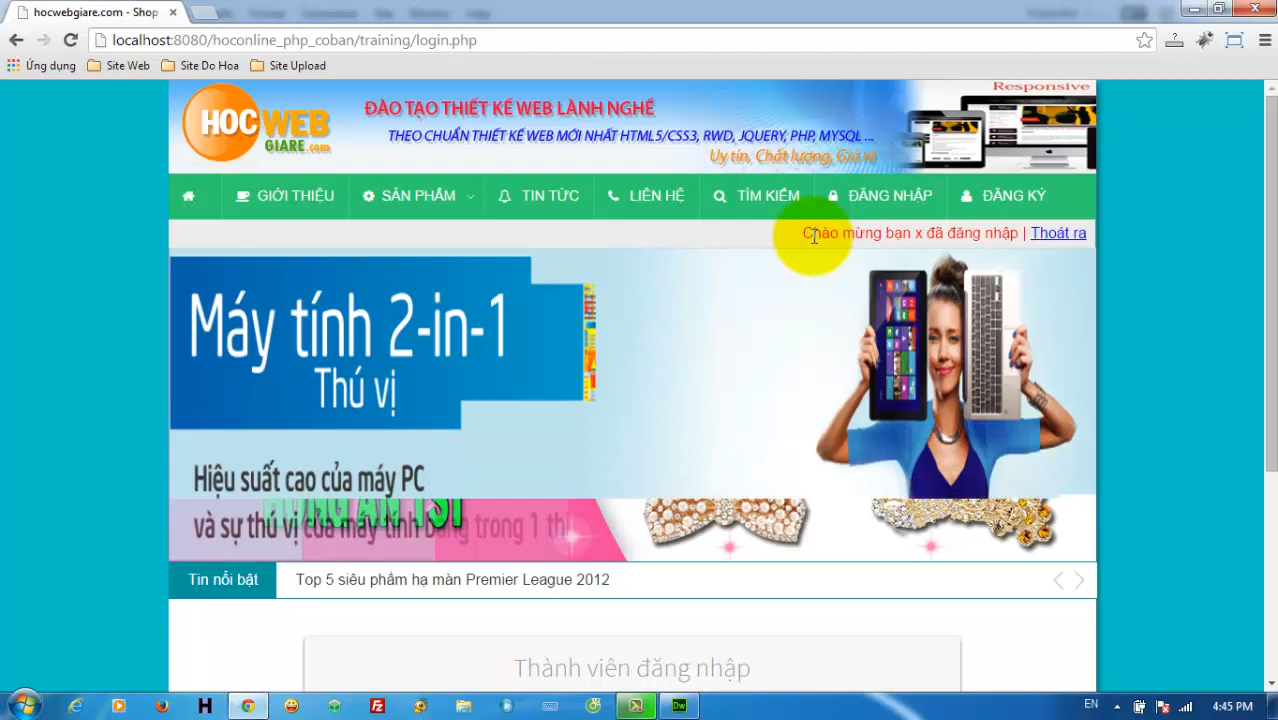 hocwebgiare.com - Shop
localhost:8080/hoconline_php_coban/training/login.php
Ứng dụng Site Web Site Do Hoa Site Upload
HOCWEB
GIARE.com
ĐÀO TẠO THIẾT KẾ WEB LÀNH NGHỀ
THEO CHUẨN THIẾT KẾ WEB MỚI NHẤT HTML5/CSS3, RWD, JQUERY, PHP, MYSQL ...
Uy tín, Chất lượng, Giá rẻ
Responsive
GIỚI THIỆU SẢN PHẨM TIN TỨC LIÊN HỆ TÌM KIẾM ĐĂNG NHẬP ĐĂNG KÝ
Chào mừng bạn x đã đăng nhập | Thoát ra
Máy tính 2-in-1
Thú vị
Hiệu suất cao của máy PC
và sự thú vị của máy tính bảng trong 1 thi
Tin nổi bật Top 5 siêu phẩm hạ màn Premier League 2012
Thành viên đăng nhập
EN 4:45 PM